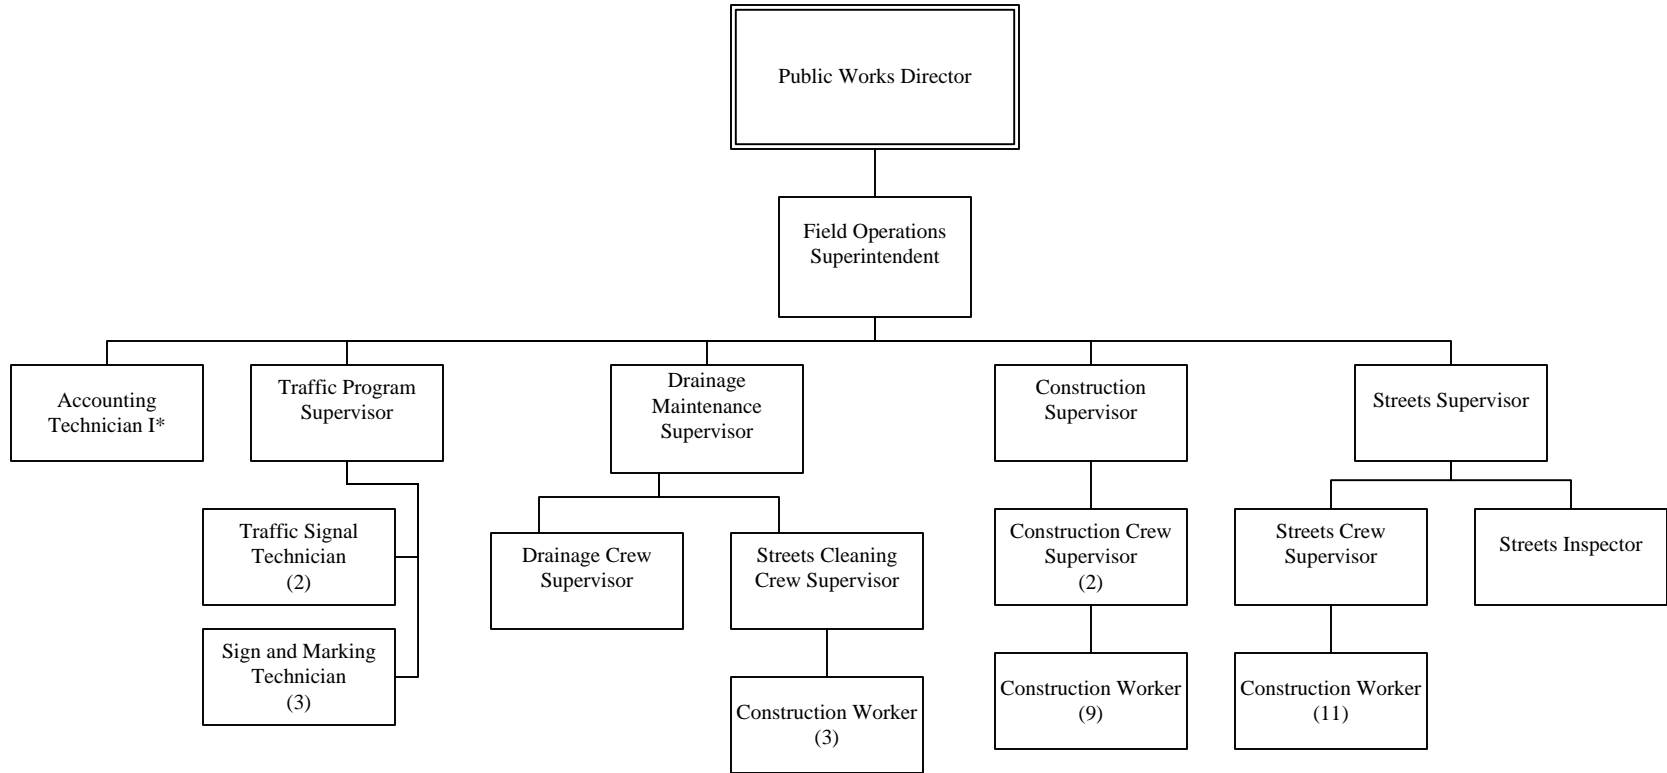 Public Works Director
Field Operations
Superintendent
Accounting
Technician I*
Traffic Program
Supervisor
Drainage
Maintenance
Supervisor
Construction
Supervisor
Streets Supervisor
Traffic Signal
Technician
(2)
Sign and Marking
Technician
(3)
Drainage Crew
Supervisor
Streets Cleaning
Crew Supervisor
Construction Worker
(3)
Construction Crew
Supervisor
(2)
Construction Worker
(9)
Streets Crew
Supervisor
Construction Worker
(11)
Streets Inspector